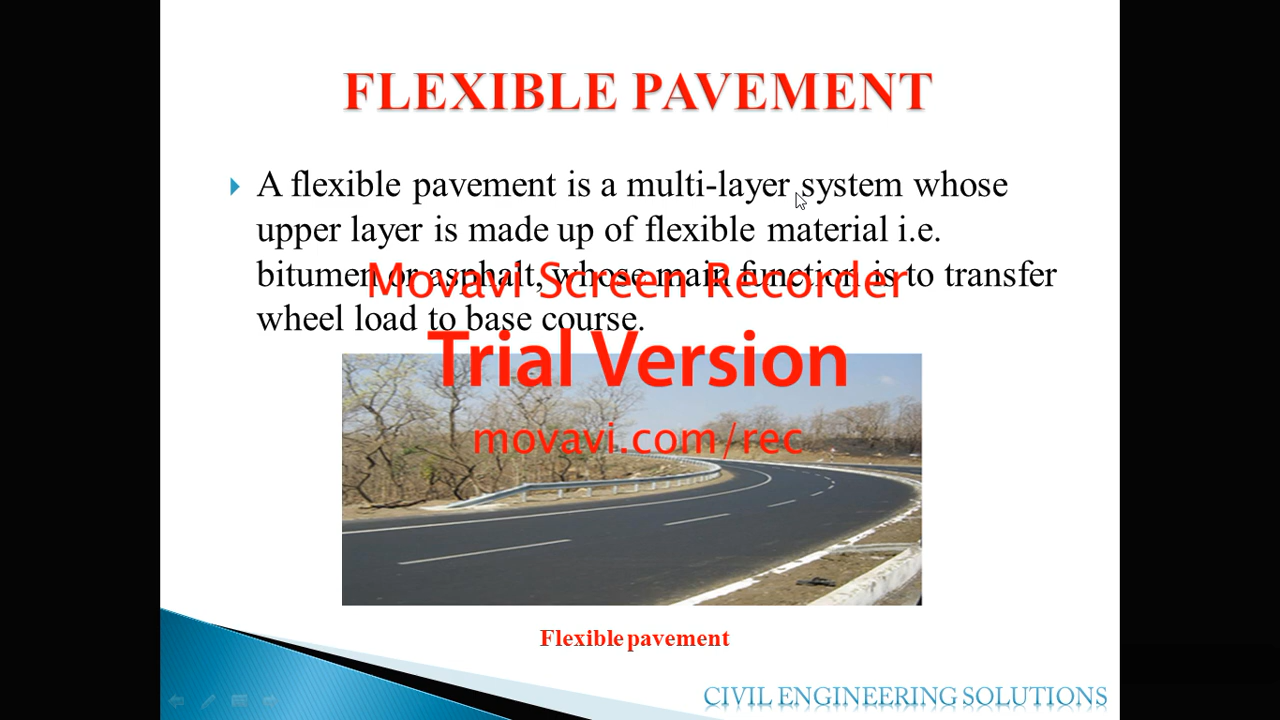 FLEXIBLE PAVEMENT
A flexible pavement is a multi-layer system whose
upper layer is made up of flexible material i.e.
bitumen or asphalt, whose main function is to transfer
Movavi Screen Recorder
wheel load to base course.
Trial Version
movavi.com/rec
Flexible pavement
CIVIL ENGINEERING SOLUTIONS